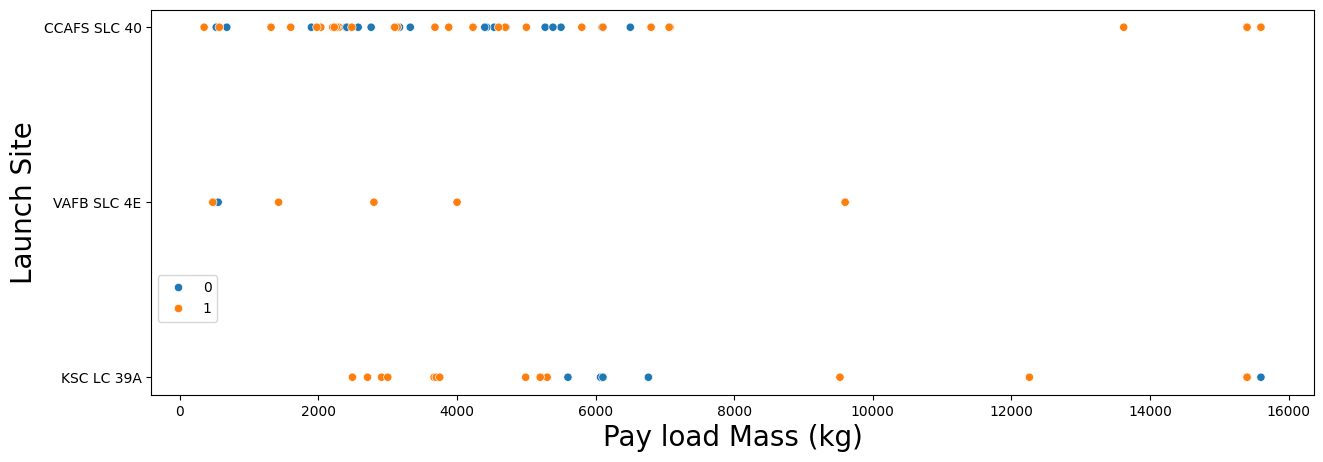 CCAFS SLC 40
VAFB SLC 4E
KSC LC 39A
Launch Site
0
1
0 2000 4000 6000 8000 10000 12000 14000 16000
Pay load Mass (kg)